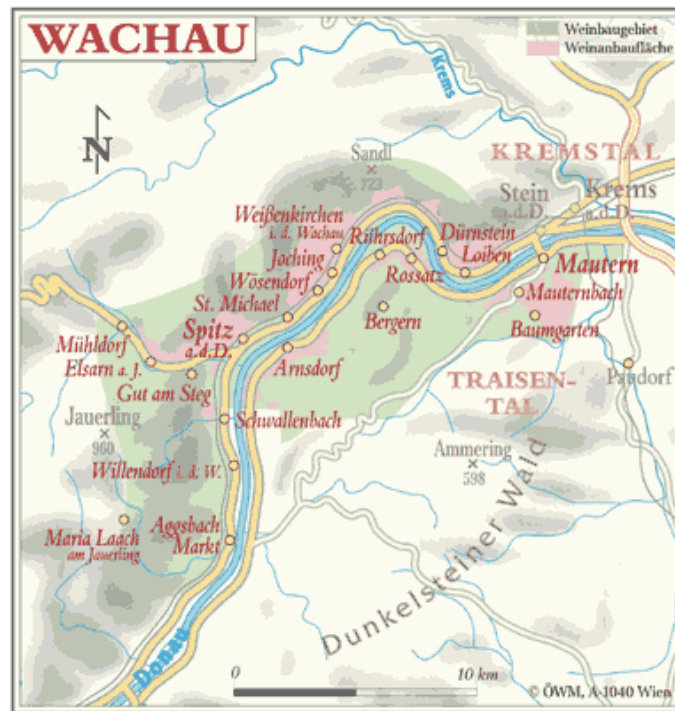 WACHAU
Weinbaugebiet
Weinanbaufläche
Krems
N
Sandl
723
KREMSTAL
Stein
a.d.D.
Krems
a.d.D.
Weißenkirchen
i. d. Wachau
Rührsdorf
Dürnstein
Joching
Loiben
Wösendorf
Rossatz
Mautern
St. Michael
Mauternbach
Spitz
a.d.D.
Bergern
Baumgarten
Mühldorf
Elsarn a. J.
Arnsdorf
Gut am Steg
TRAISEN-
TAL
Paudorf
Jauerling
960
Schwallenbach
Ammering
598
Willendorf i. d. W.
Maria Laach
am Jauerling
Aggsbach
Markt
Dunkelsteiner Wald
Donau
0
10 km
© ÖWM, A-1040 Wien